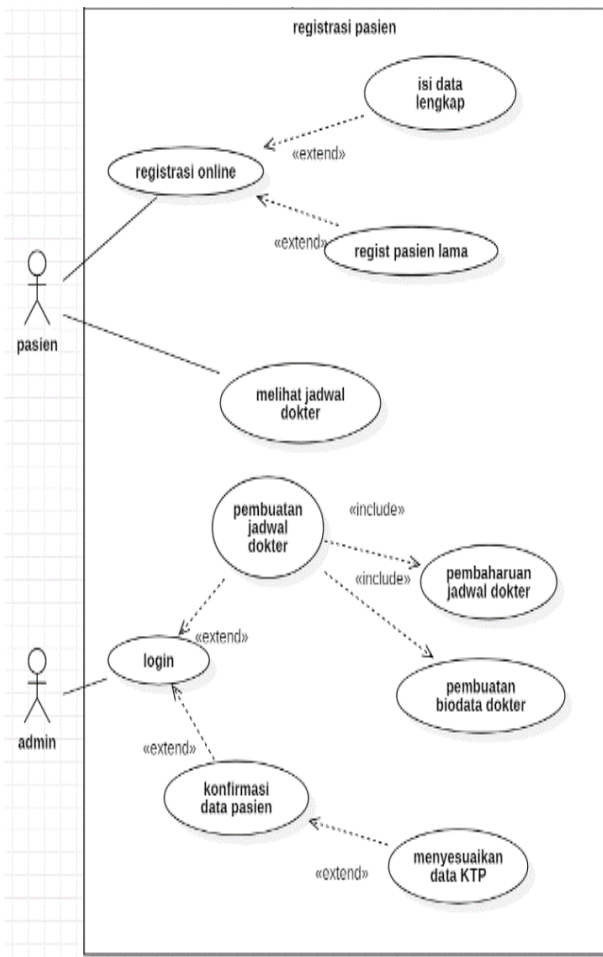 registrasi pasien
isi data
lengkap
«extend»
registrasi online
«extend»
regist pasien lama
pasien
melihat jadwal
dokter
pembuatan
jadwal
dokter
«include»
«include»
pembaharuan
jadwal dokter
«extend»
login
pembuatan
biodata dokter
admin
«extend»
konfirmasi
data pasien
«extend»
menyesuaikan
data KTP